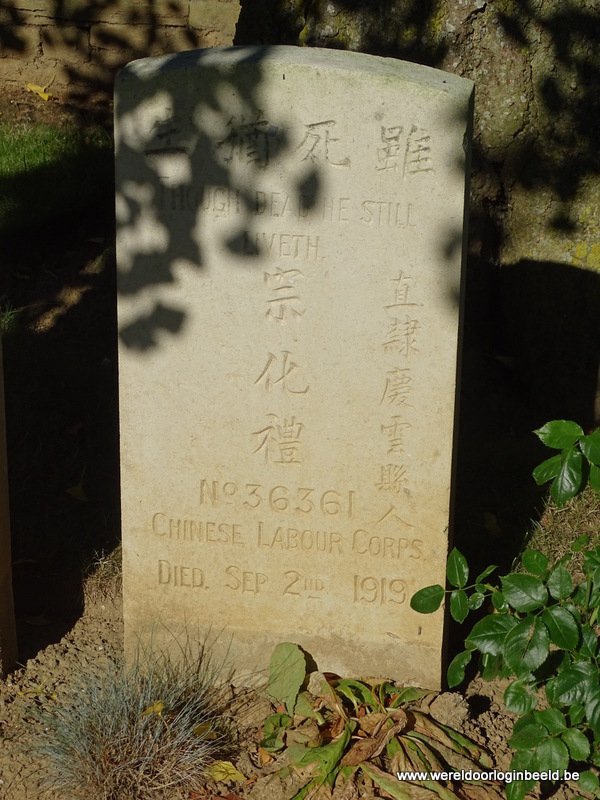 雖死猶生
THOUGH DEAD HE STILL
LIVETH.
直隸慶雲縣人
宗化禮
No 36361
CHINESE LABOUR CORPS.
DIED. SEP 2ND 1919
www.wereldoorloginbeeld.be